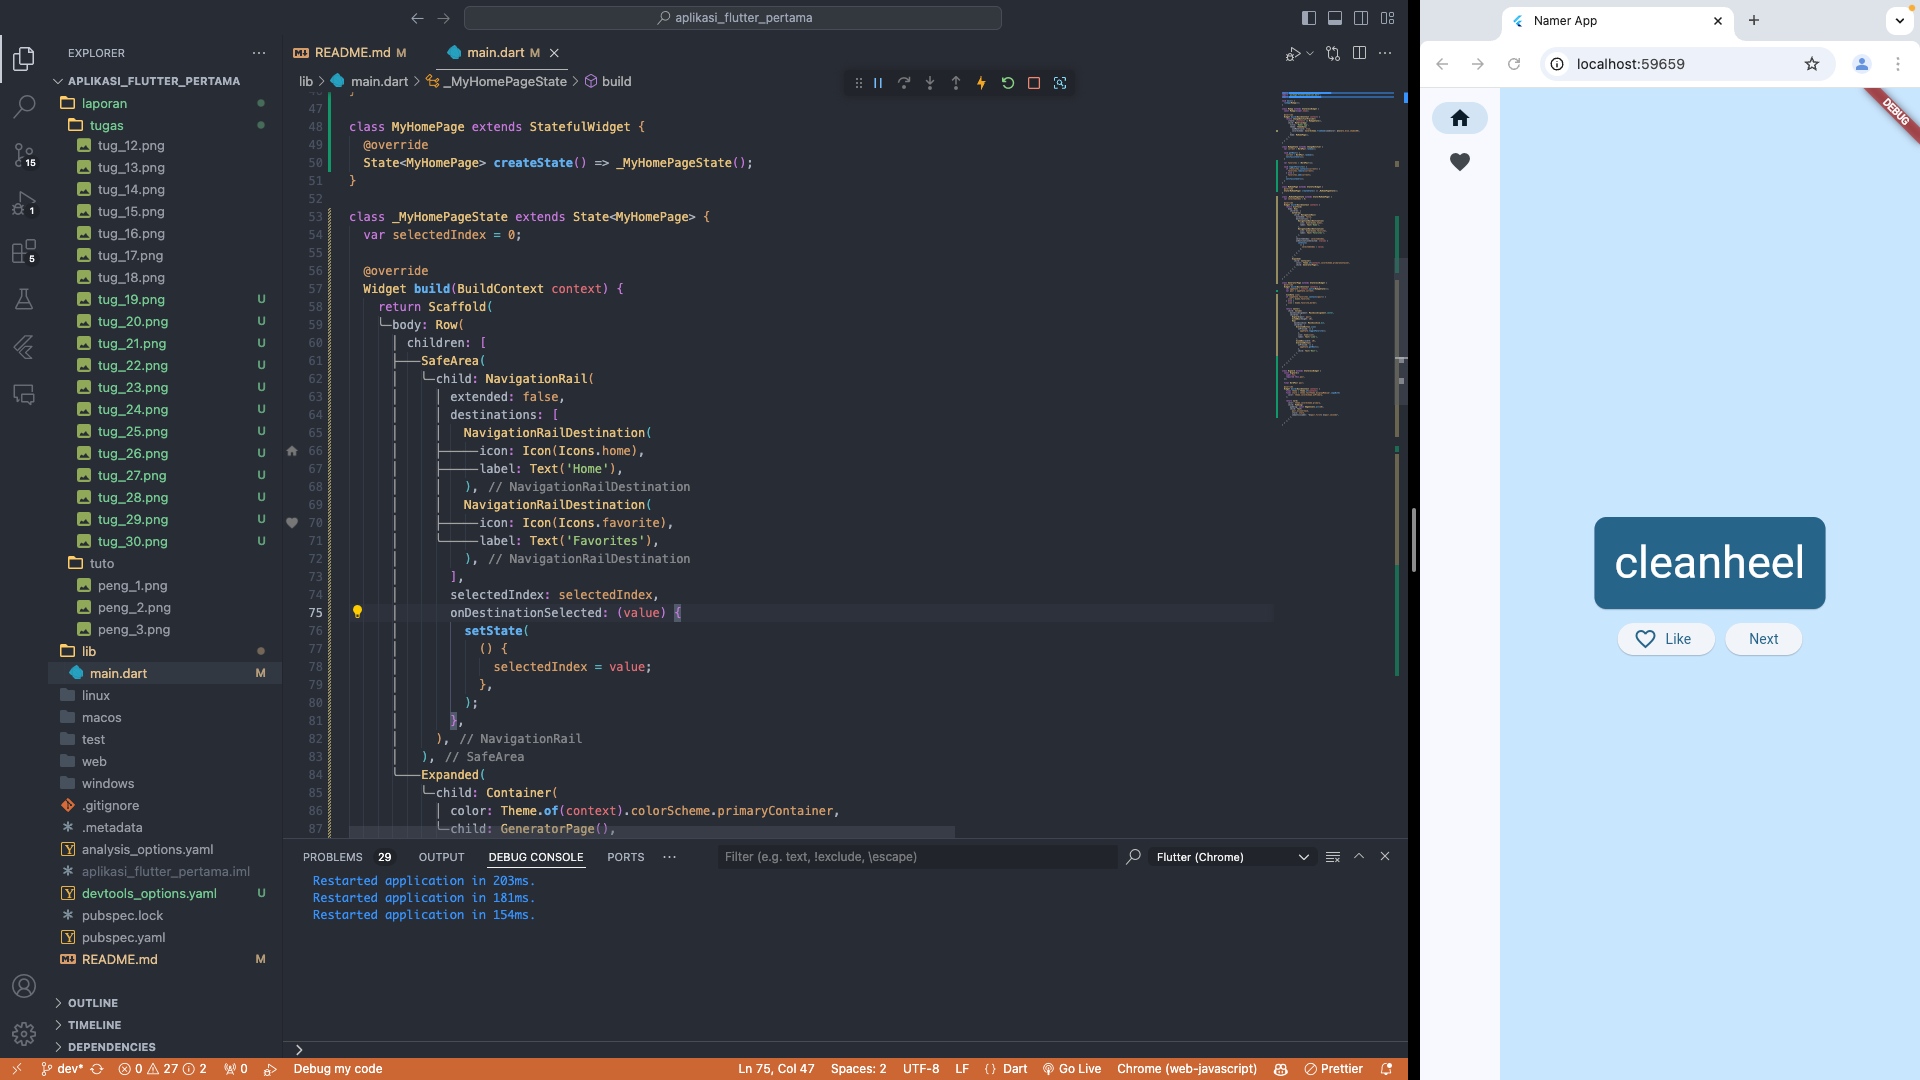 aplikasi_flutter_pertama
EXPLORER
APLIKASI_FLUTTER_PERTAMA
laporan
tugas
tug_12.png
tug_13.png
tug_14.png
tug_15.png
tug_16.png
tug_17.png
tug_18.png
tug_19.png U
tug_20.png U
tug_21.png U
tug_22.png U
tug_23.png U
tug_24.png U
tug_25.png U
tug_26.png U
tug_27.png U
tug_28.png U
tug_29.png U
tug_30.png U
tuto
peng_1.png
peng_2.png
peng_3.png
lib
main.dart M
linux
macos
test
web
windows
.gitignore
.metadata
analysis_options.yaml
aplikasi_flutter_pertama.iml
devtools_options.yaml U
pubspec.lock
pubspec.yaml
README.md M
OUTLINE
TIMELINE
DEPENDENCIES
15
1
5
README.md M main.dart M
lib > main.dart > _MyHomePageState > build
47
48 class MyHomePage extends StatefulWidget {
49 @override
50 State<MyHomePage> createState() => _MyHomePageState();
51 }
52
53 class _MyHomePageState extends State<MyHomePage> {
54 var selectedIndex = 0;
55
56 @override
57 Widget build(BuildContext context) {
58 return Scaffold(
59 body: Row(
60 children: [
61 SafeArea(
62 child: NavigationRail(
63 extended: false,
64 destinations: [
65 NavigationRailDestination(
66 icon: Icon(Icons.home),
67 label: Text('Home'),
68 ), // NavigationRailDestination
69 NavigationRailDestination(
70 icon: Icon(Icons.favorite),
71 label: Text('Favorites'),
72 ), // NavigationRailDestination
73 ],
74 selectedIndex: selectedIndex,
75 onDestinationSelected: (value) {
76 setState(
77 () {
78 selectedIndex = value;
79 },
80 );
81 },
82 ), // NavigationRail
83 ), // SafeArea
84 Expanded(
85 child: Container(
86 color: Theme.of(context).colorScheme.primaryContainer,
87 child: GeneratorPage(),
PROBLEMS 29 OUTPUT DEBUG CONSOLE PORTS
Filter (e.g. text, !exclude, \escape)
Flutter (Chrome)
Restarted application in 203ms.
Restarted application in 181ms.
Restarted application in 154ms.
dev* 0 27 2 0 Debug my code
Ln 75, Col 47 Spaces: 2 UTF-8 LF {} Dart Go Live Chrome (web-javascript) Prettier
Namer App
localhost:59659
DEBUG
cleanheel
Like
Next